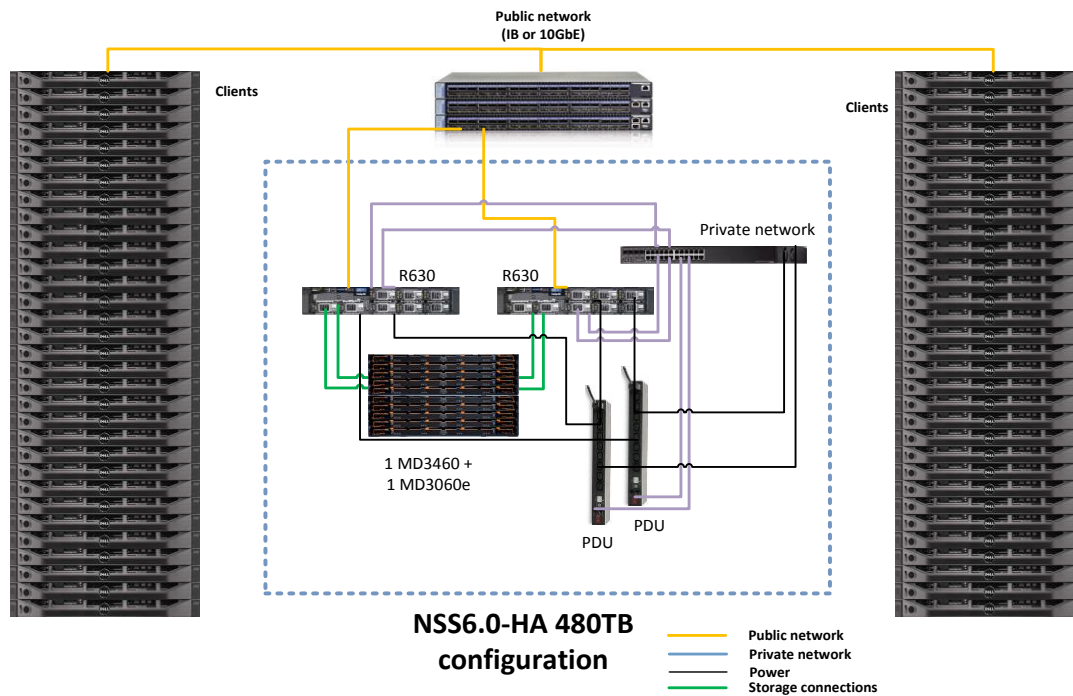 Public network
(IB or 10GbE)
Clients
Clients
Private network
R630
R630
1 MD3460 +
1 MD3060e
PDU
PDU
NSS6.0-HA 480TB
configuration
Public network
Private network
Power
Storage connections